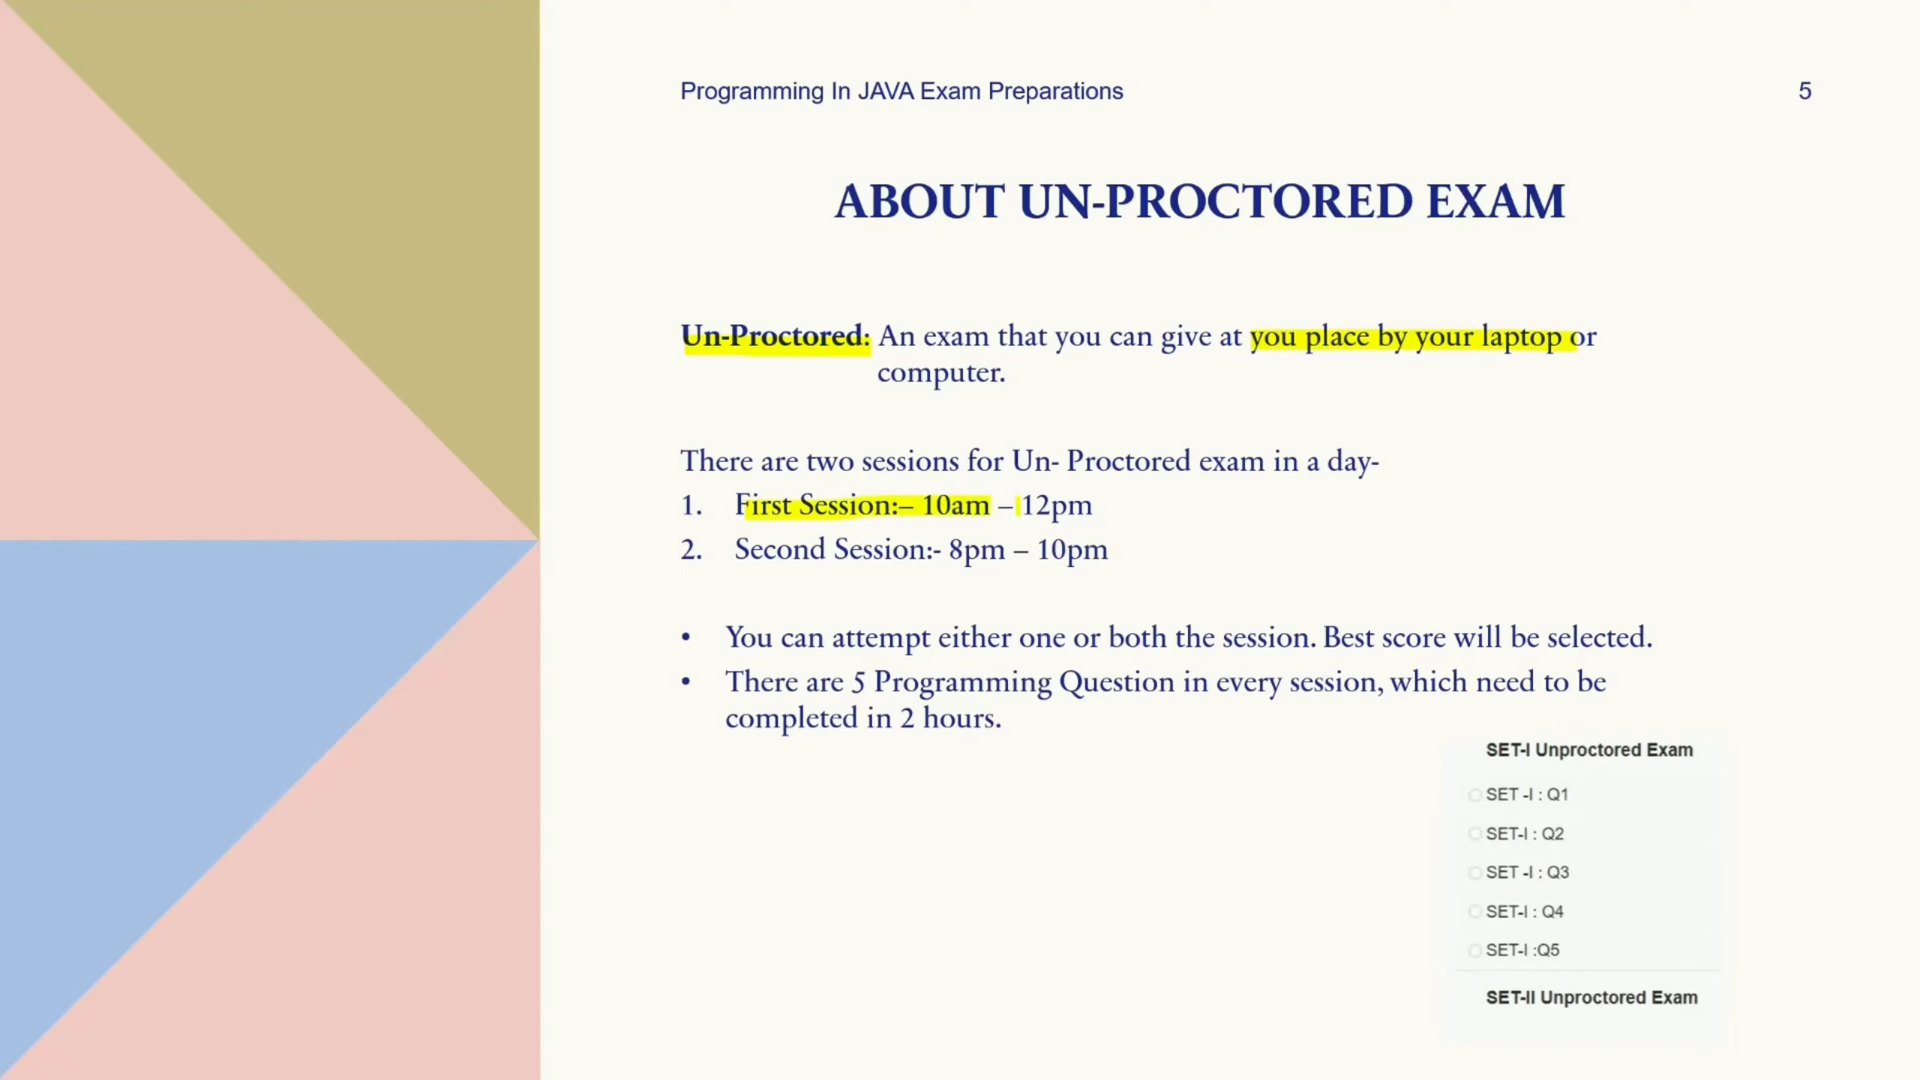 Programming In JAVA Exam Preparations
5
ABOUT UN-PROCTORED EXAM
Un-Proctored: An exam that you can give at you place by your laptop or
computer.
There are two sessions for Un- Proctored exam in a day-
1. First Session:– 10am – 12pm
2. Second Session:- 8pm – 10pm
• You can attempt either one or both the session. Best score will be selected.
• There are 5 Programming Question in every session, which need to be
completed in 2 hours.
SET-I Unproctored Exam
SET -I : Q1
SET-I : Q2
SET -I : Q3
SET-I : Q4
SET-I :Q5
SET-II Unproctored Exam